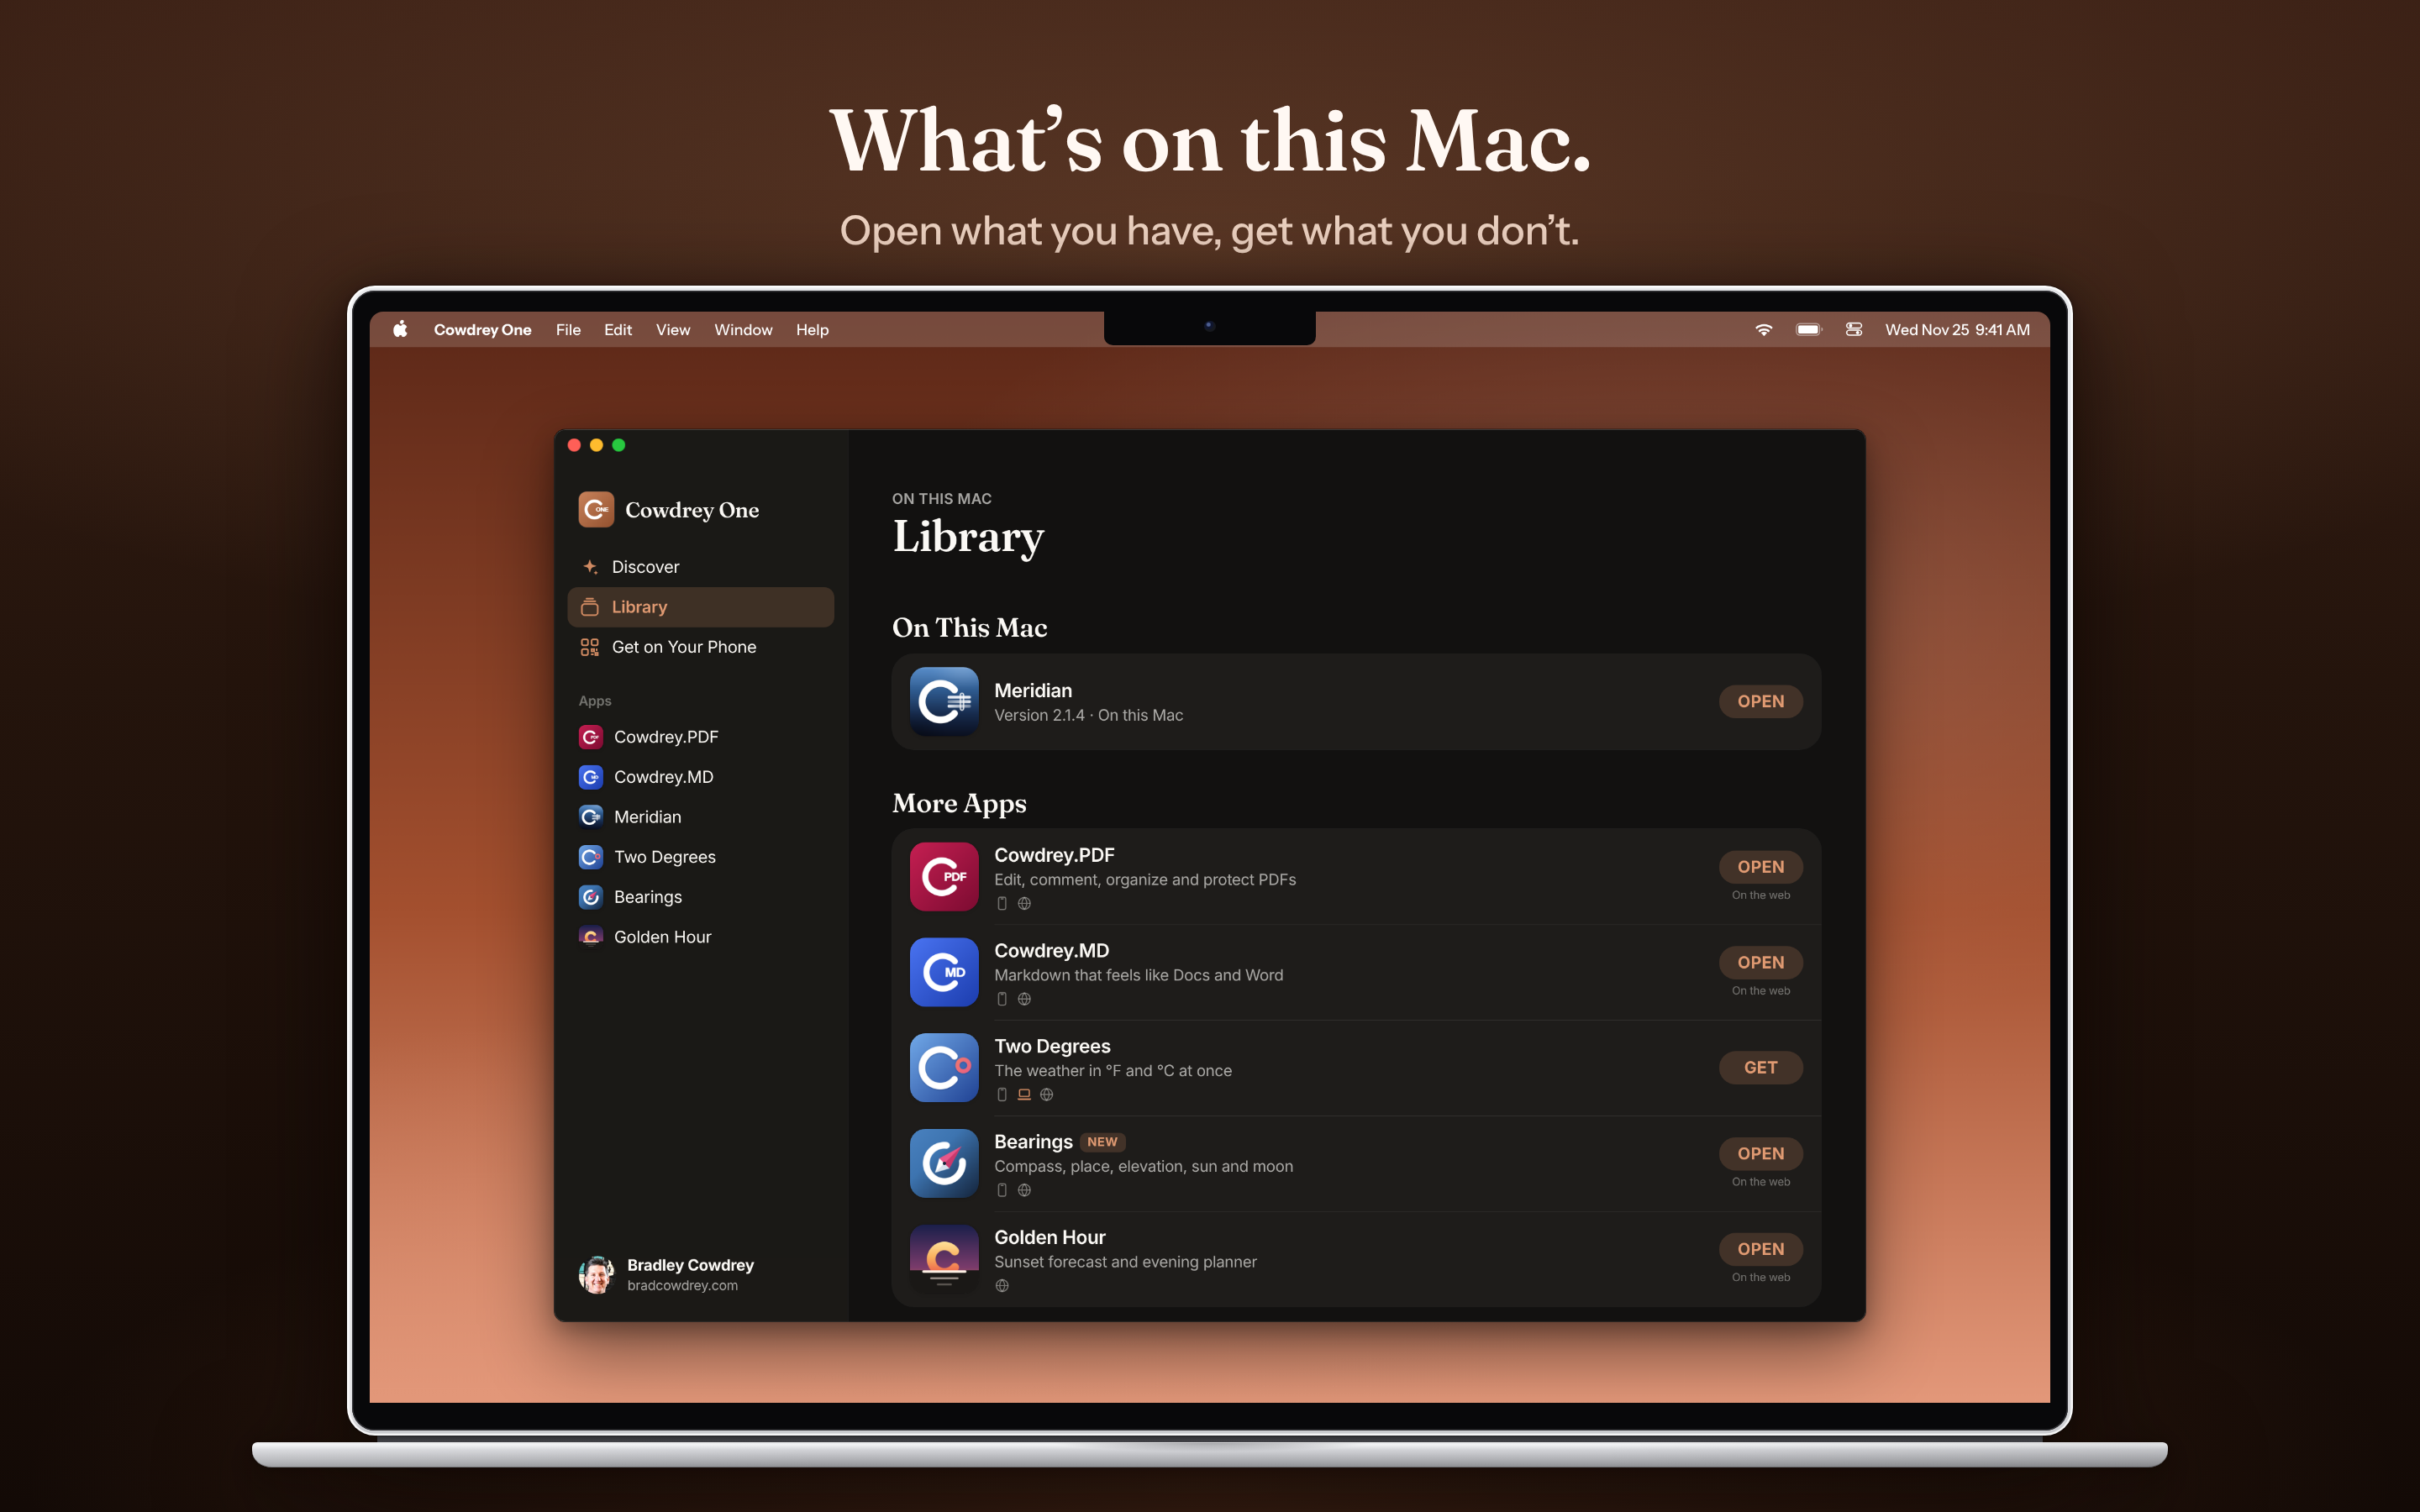 What’s on this Mac.
Open what you have, get what you don’t.
Cowdrey One File Edit View Window Help
Wed Nov 25 9:41 AM
ONE
Cowdrey One
Discover
Library
Get on Your Phone
Apps
Cowdrey.PDF
Cowdrey.MD
Meridian
Two Degrees
Bearings
Golden Hour
Bradley Cowdrey
bradcowdrey.com
ON THIS MAC
Library
On This Mac
Meridian
Version 2.1.4 · On this Mac
OPEN
More Apps
PDF
Cowdrey.PDF
Edit, comment, organize and protect PDFs
OPEN
On the web
MD
Cowdrey.MD
Markdown that feels like Docs and Word
OPEN
On the web
Two Degrees
The weather in °F and °C at once
GET
Bearings NEW
Compass, place, elevation, sun and moon
OPEN
On the web
Golden Hour
Sunset forecast and evening planner
OPEN
On the web